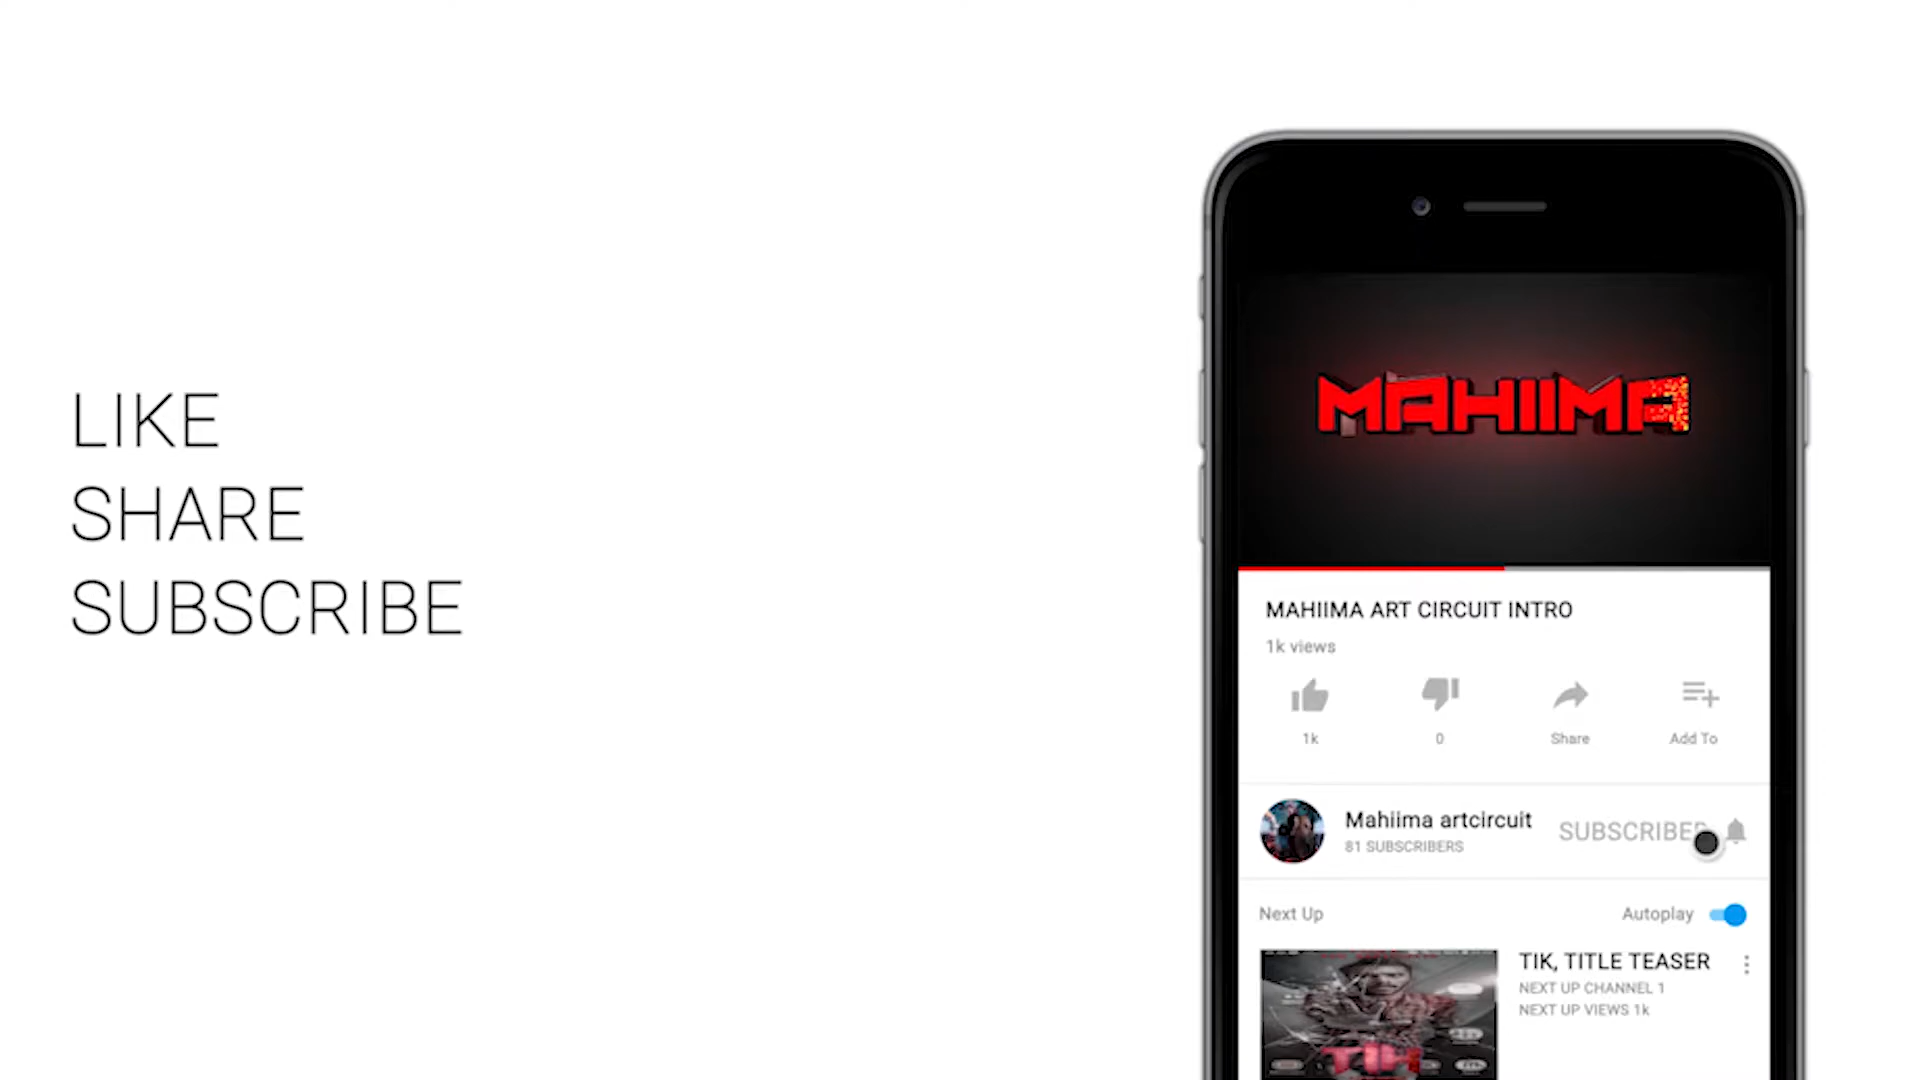 LIKE
SHARE
SUBSCRIBE
MAHIIMA
MAHIIMA ART CIRCUIT INTRO
1k views
1k
0
Share
Add To
Mahiima artcircuit
SUBSCRIBED
81 SUBSCRIBERS
Next Up
Autoplay
TIK, TITLE TEASER
NEXT UP CHANNEL 1
NEXT UP VIEWS 1k